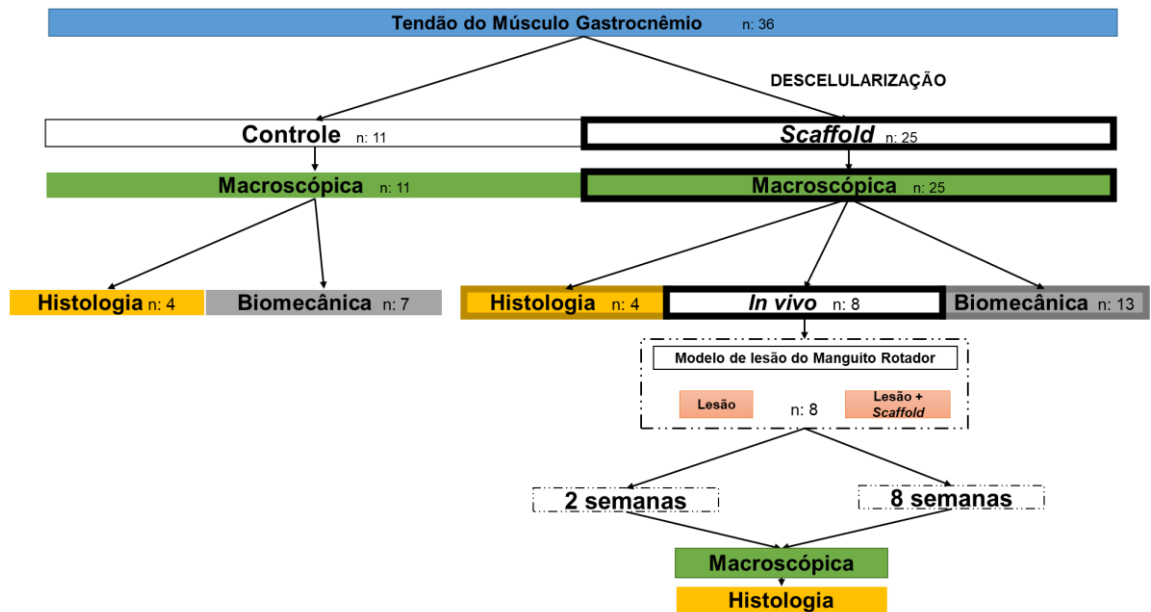 Tendão do Músculo Gastrocnêmio n: 36
DESCELULARIZAÇÃO
Controle n: 11
Scaffold n: 25
Macroscópica n: 11
Macroscópica n: 25
Histologia n: 4
Biomecânica n: 7
Histologia n: 4
In vivo n: 8
Biomecânica n: 13
Modelo de lesão do Manguito Rotador
Lesão
n: 8
Lesão +
Scaffold
2 semanas
8 semanas
Macroscópica
Histologia